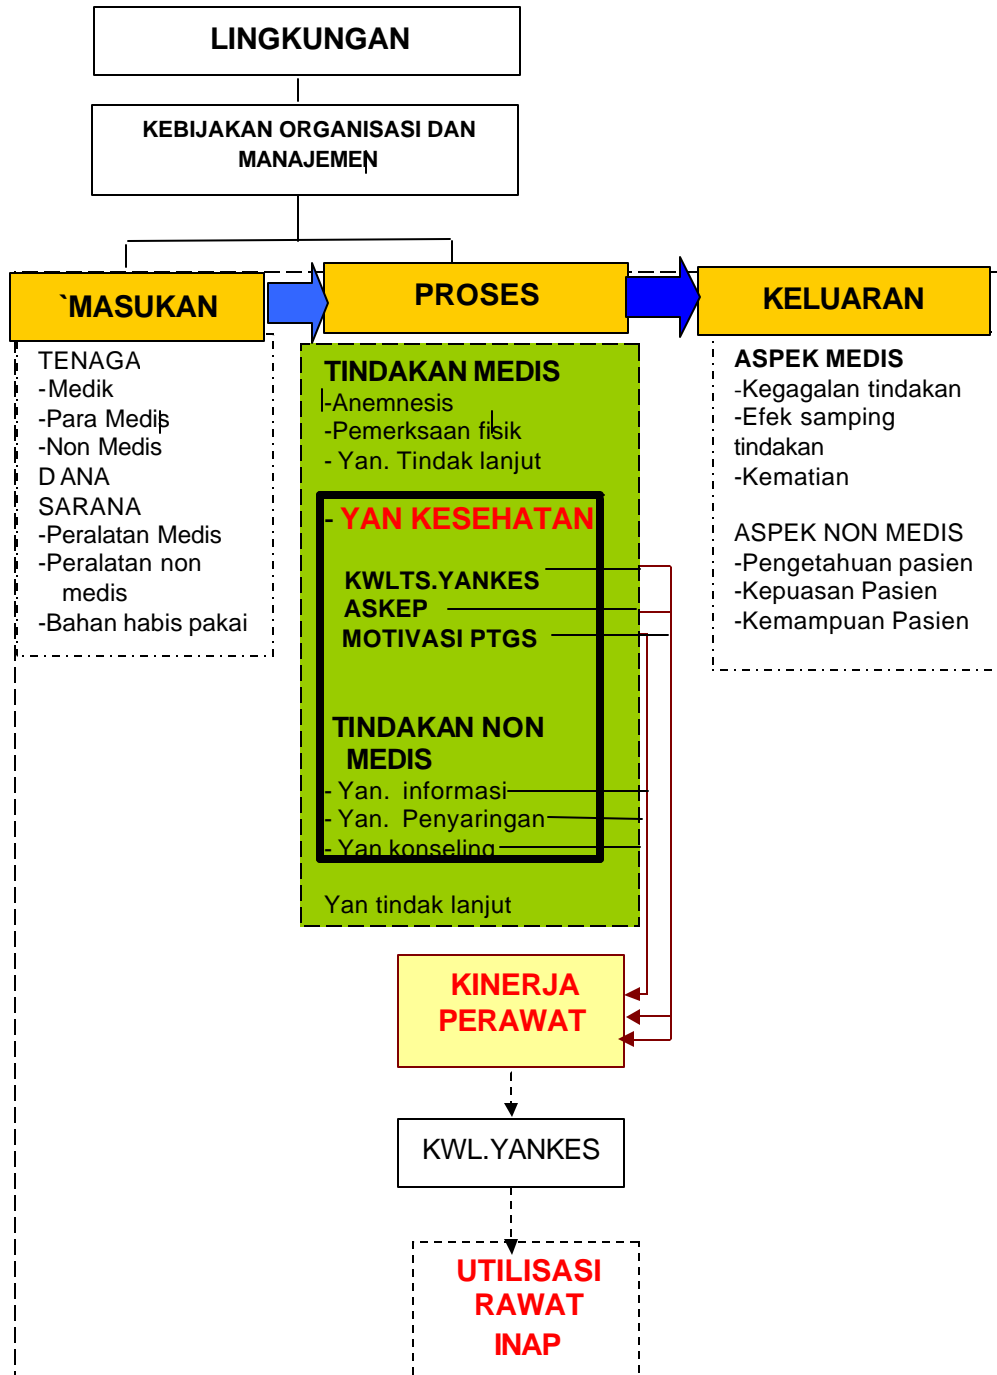 LINGKUNGAN
KEBIJAKAN ORGANISASI DAN
MANAJEMEN
`MASUKAN
PROSES
KELUARAN
TENAGA
-Medik
-Para Medis
-Non Medis
DANA
SARANA
-Peralatan Medis
-Peralatan non
medis
-Bahan habis pakai
TINDAKAN MEDIS
-Anemnesis
-Pemerksaan fisik
- Yan. Tindak lanjut
- YAN KESEHATAN
KWLTS.YANKES
ASKEP
MOTIVASI PTGS
TINDAKAN NON
MEDIS
- Yan. informasi
- Yan. Penyaringan
- Yan konseling
Yan tindak lanjut
ASPEK MEDIS
-Kegagalan tindakan
-Efek samping
tindakan
-Kematian
ASPEK NON MEDIS
-Pengetahuan pasien
-Kepuasan Pasien
-Kemampuan Pasien
KINERJA
PERAWAT
KWL.YANKES
UTILISASI
RAWAT
INAP